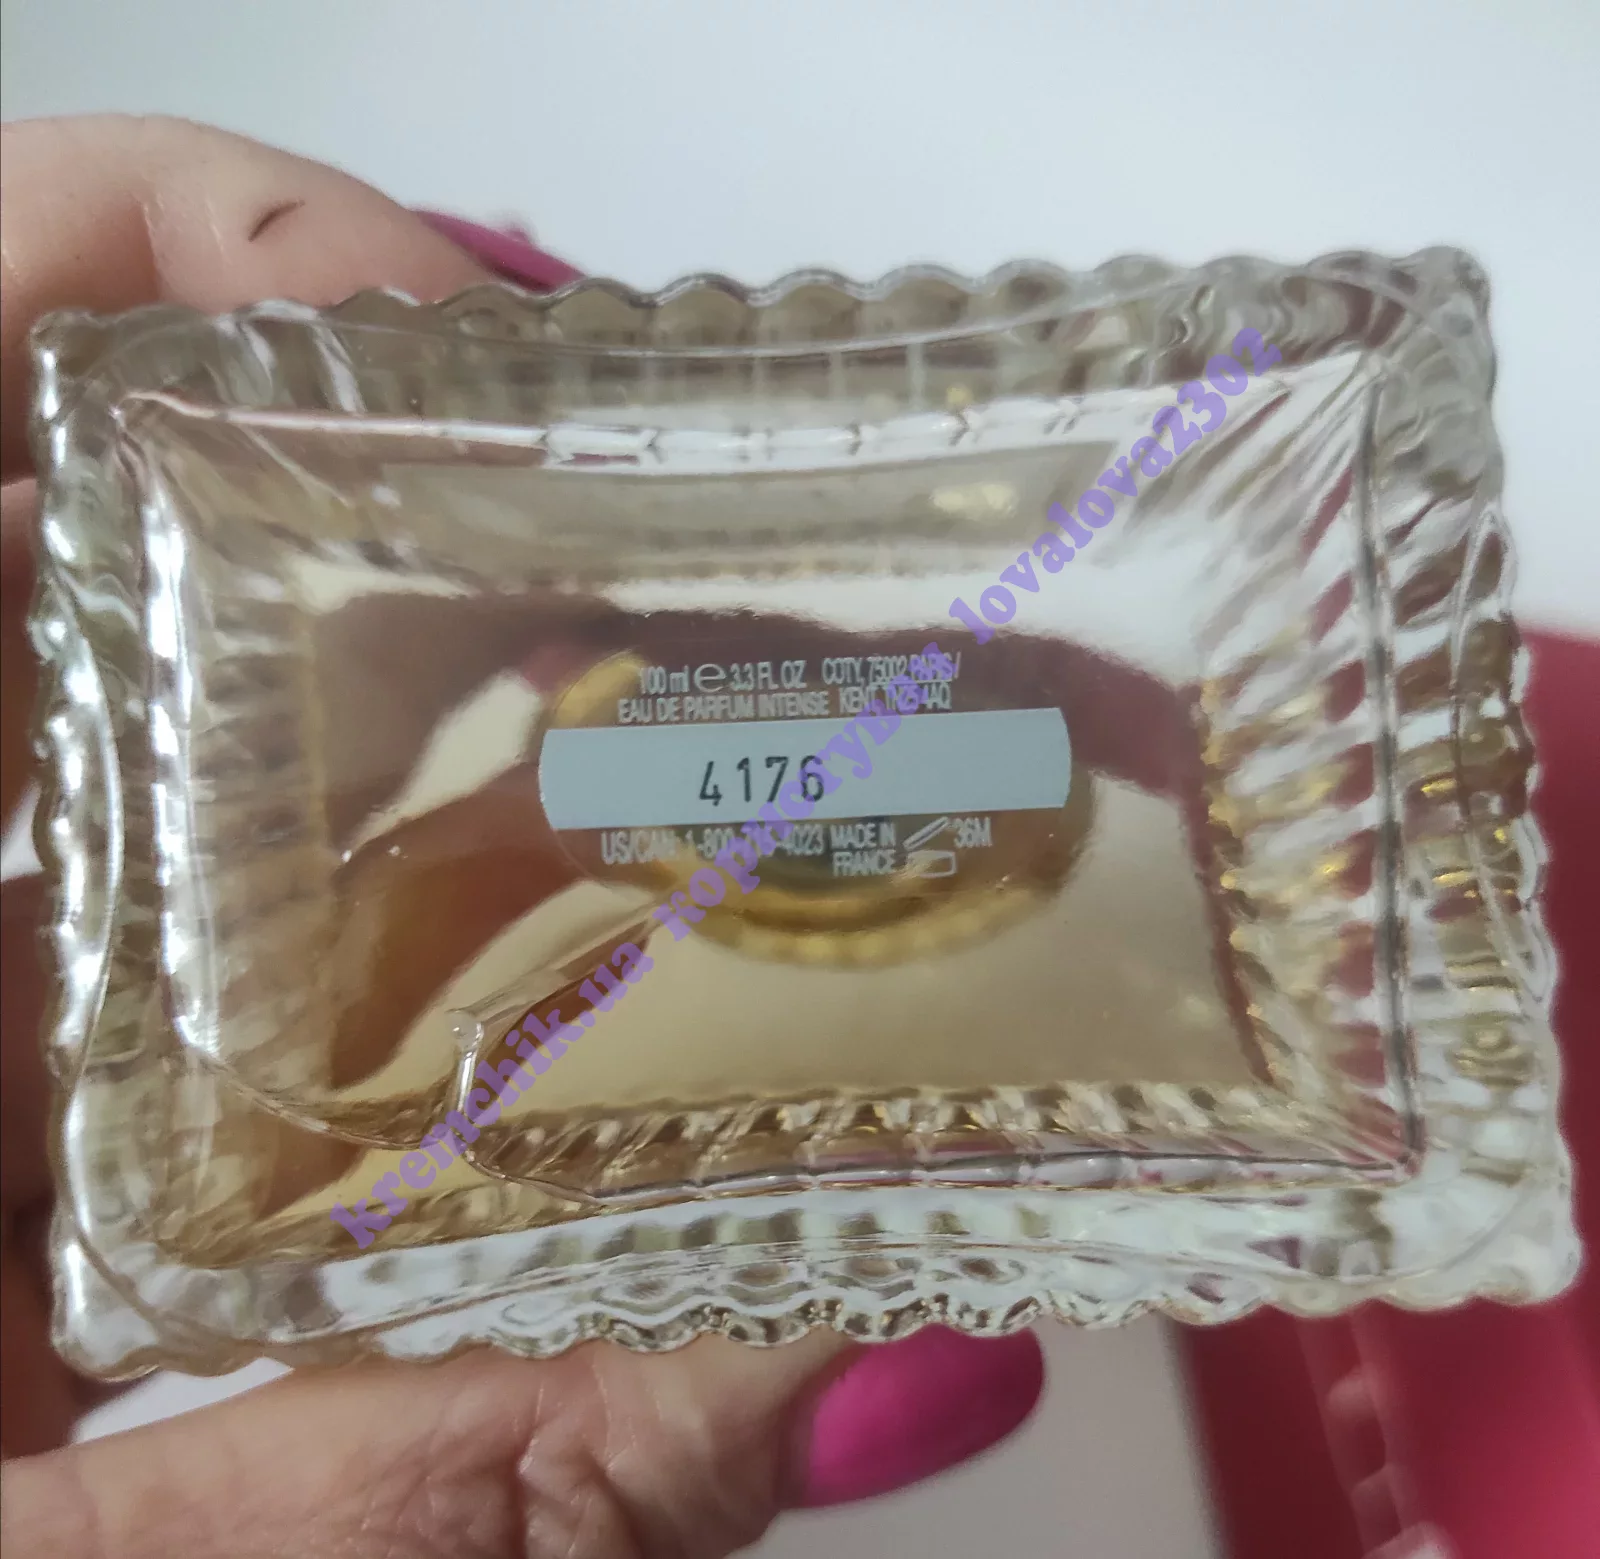 100 ml ℮ 3.3 FL. OZ COTY, 75002 PARIS /
EAU DE PARFUM INTENSE KENT, TN25 4AQ
4176
US/CAN: 1-800-715-4023 MADE IN 36M
FRANCE
kremchik.ua користувач lovalova2302